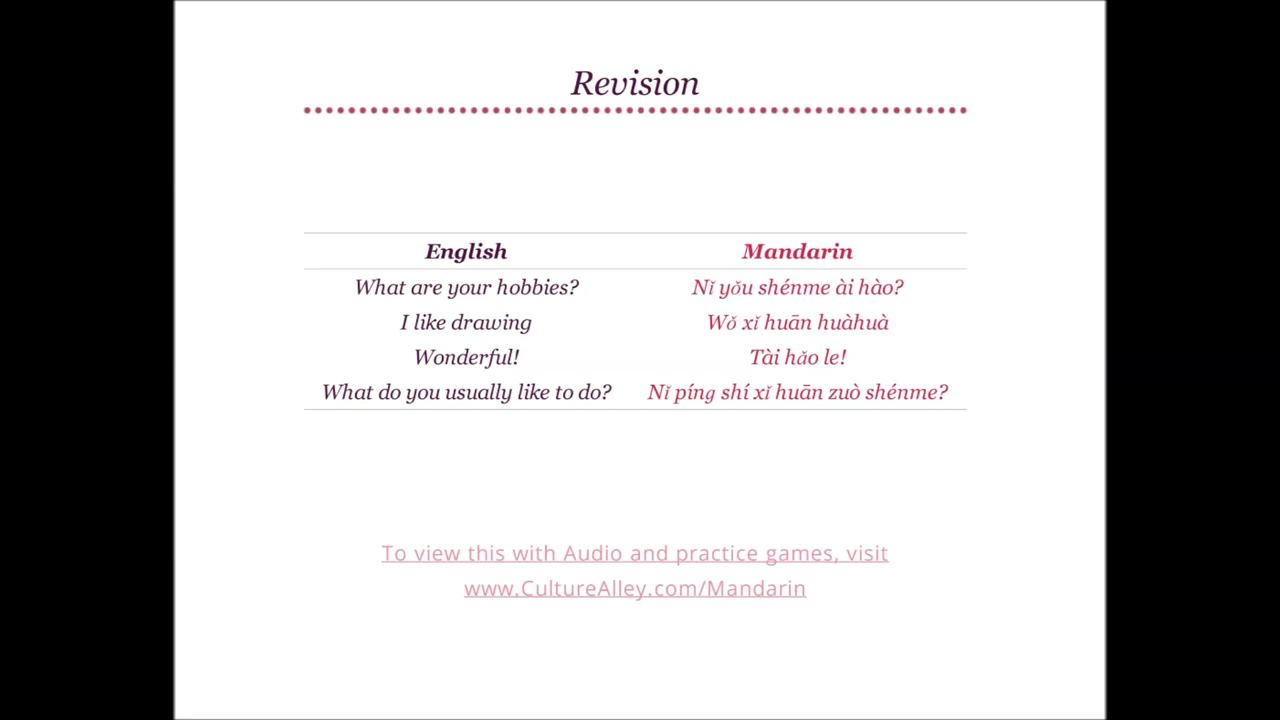 Revision
English Mandarin
What are your hobbies? Nǐ yǒu shénme ài hào?
I like drawing Wǒ xǐ huān huàhuà
Wonderful! Tài hǎo le!
What do you usually like to do? Nǐ píng shí xǐ huān zuò shénme?
To view this with Audio and practice games, visit
www.CultureAlley.com/Mandarin